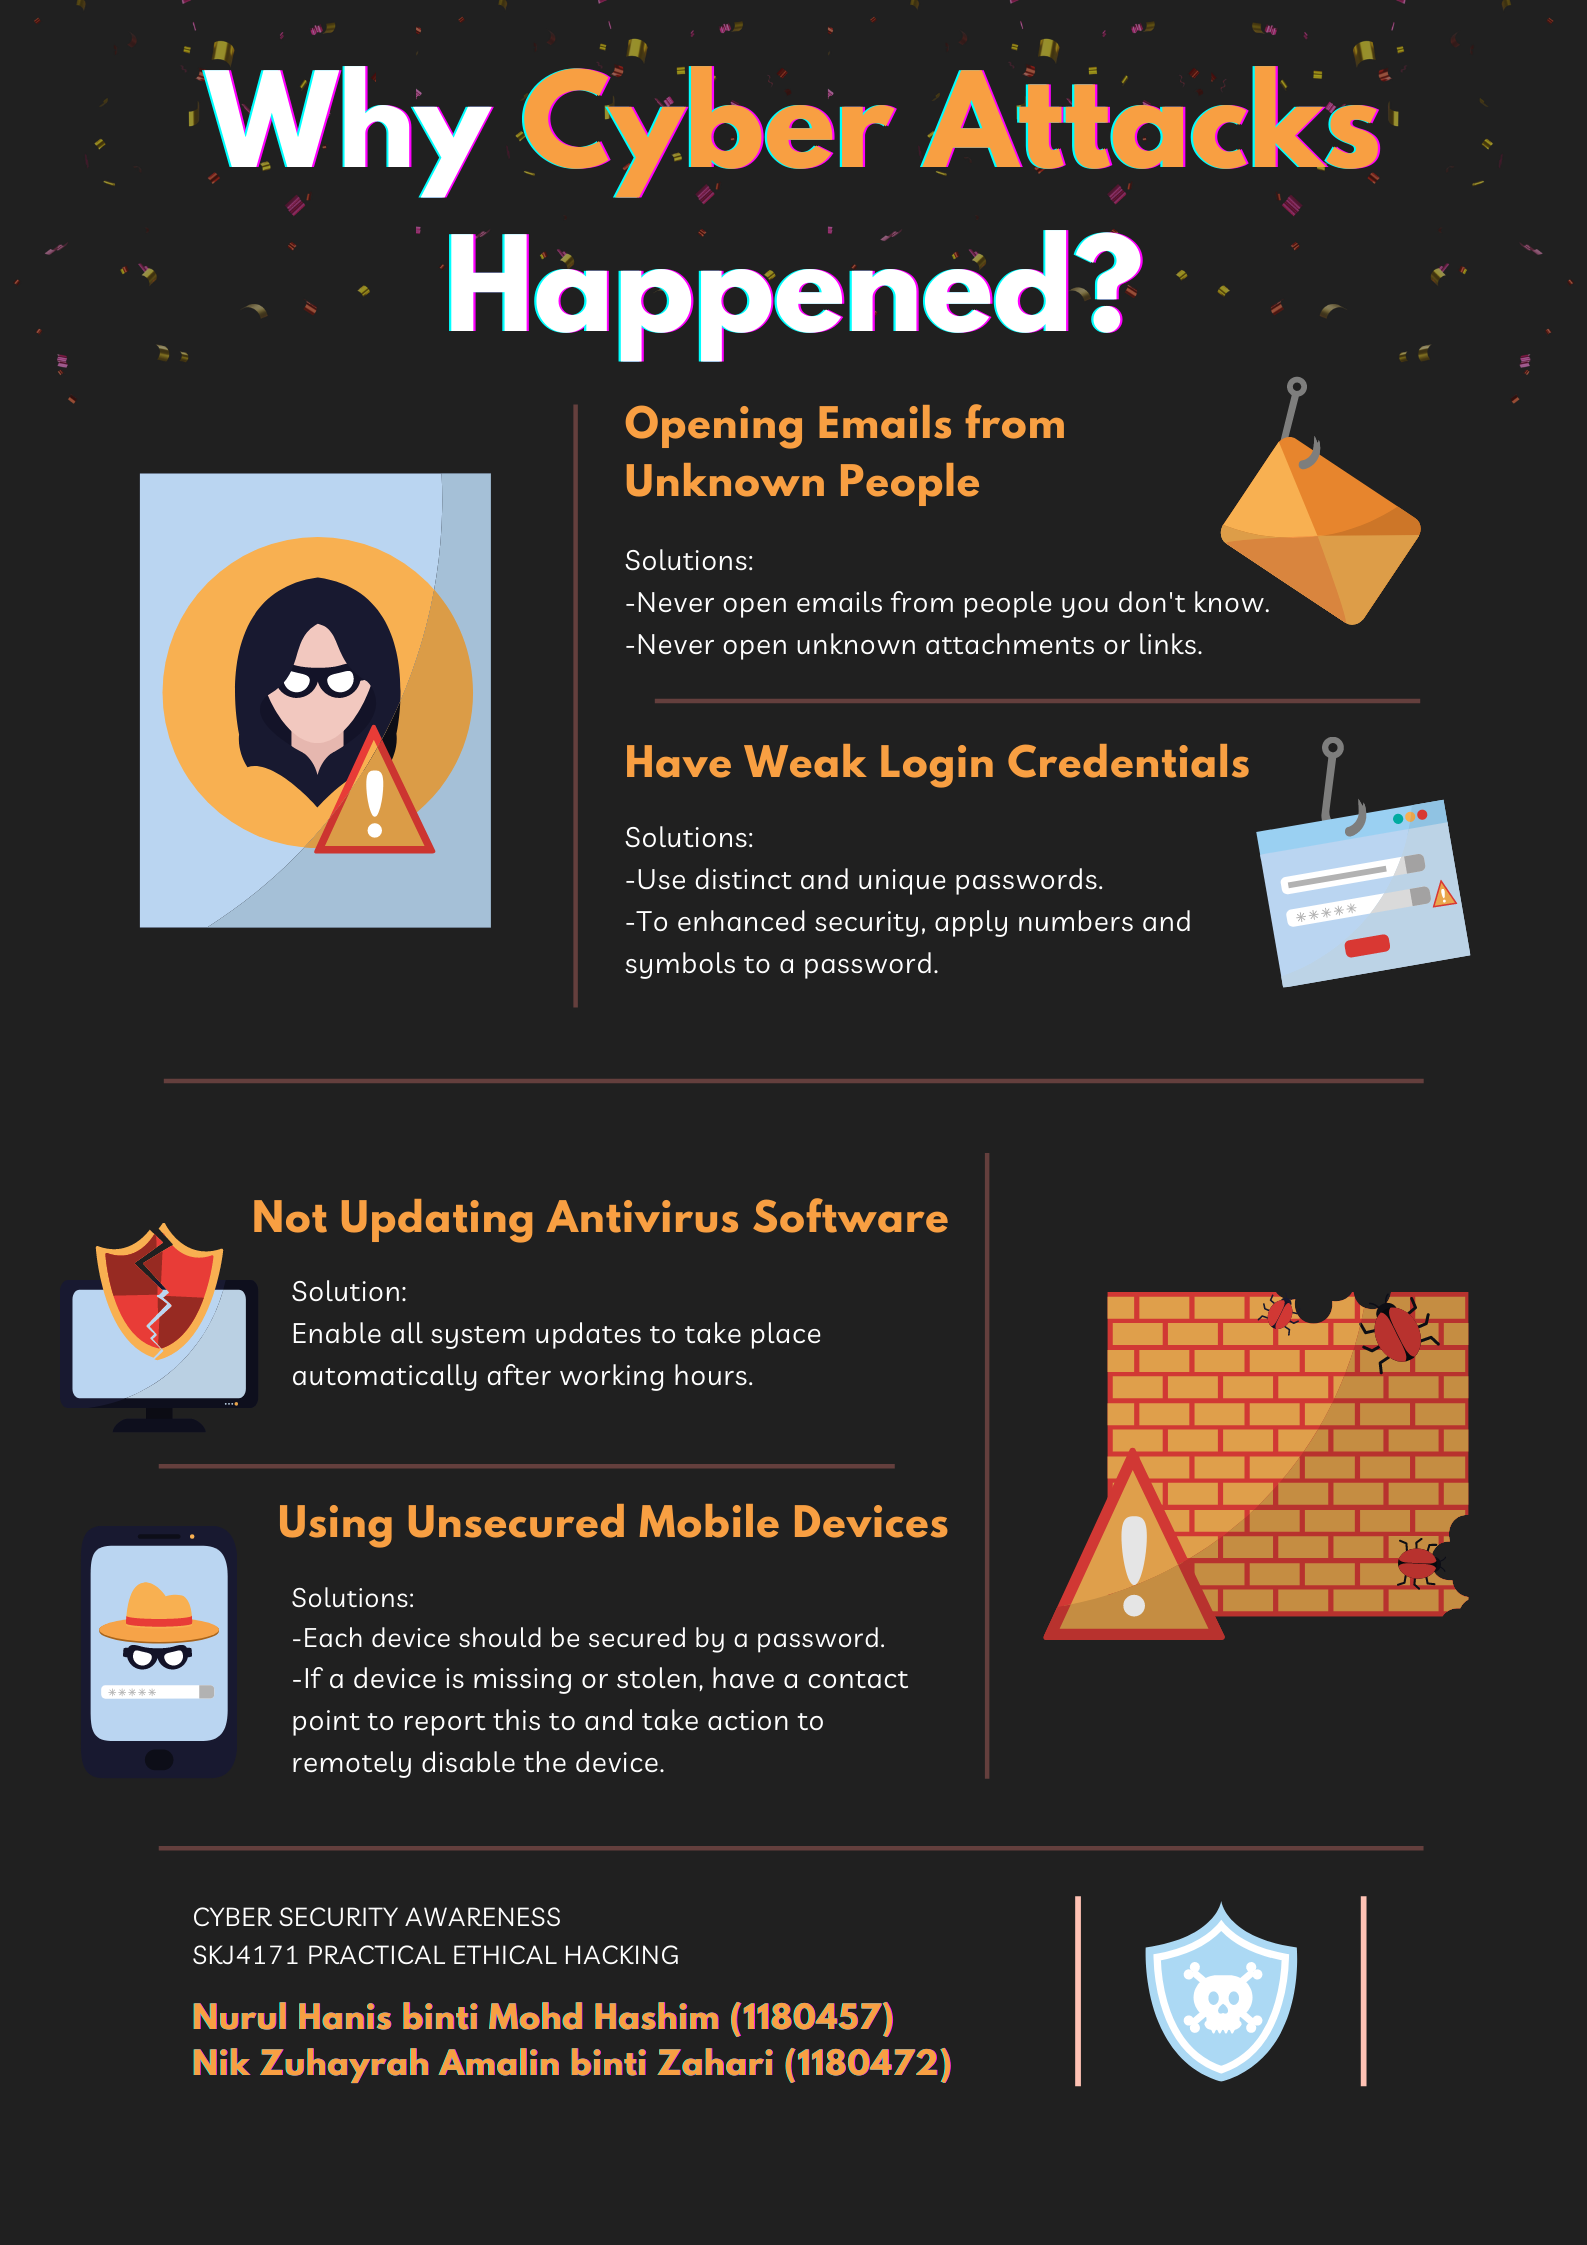 Why Cyber Attacks
Happened?
Opening Emails from
Unknown People
Solutions:
-Never open emails from people you don't know.
-Never open unknown attachments or links.
Have Weak Login Credentials
Solutions:
-Use distinct and unique passwords.
-To enhanced security, apply numbers and
symbols to a password.
Not Updating Antivirus Software
Solution:
Enable all system updates to take place
automatically after working hours.
Using Unsecured Mobile Devices
Solutions:
-Each device should be secured by a password.
-If a device is missing or stolen, have a contact
point to report this to and take action to
remotely disable the device.
CYBER SECURITY AWARENESS
SKJ4171 PRACTICAL ETHICAL HACKING
Nurul Hanis binti Mohd Hashim (1180457)
Nik Zuhayrah Amalin binti Zahari (1180472)